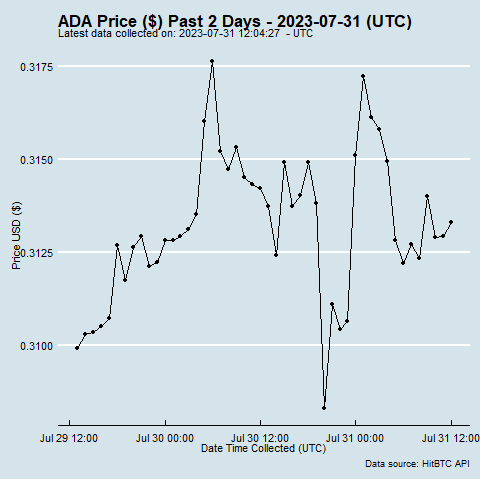 ADA Price ($) Past 2 Days - 2023-07-31 (UTC)
Latest data collected on: 2023-07-31 12:04:27 - UTC
Price USD ($)
0.3175
0.3150
0.3125
0.3100
Jul 29 12:00
Jul 30 00:00
Jul 30 12:00
Jul 31 00:00
Jul 31 12:00
Date Time Collected (UTC)
Data source: HitBTC API